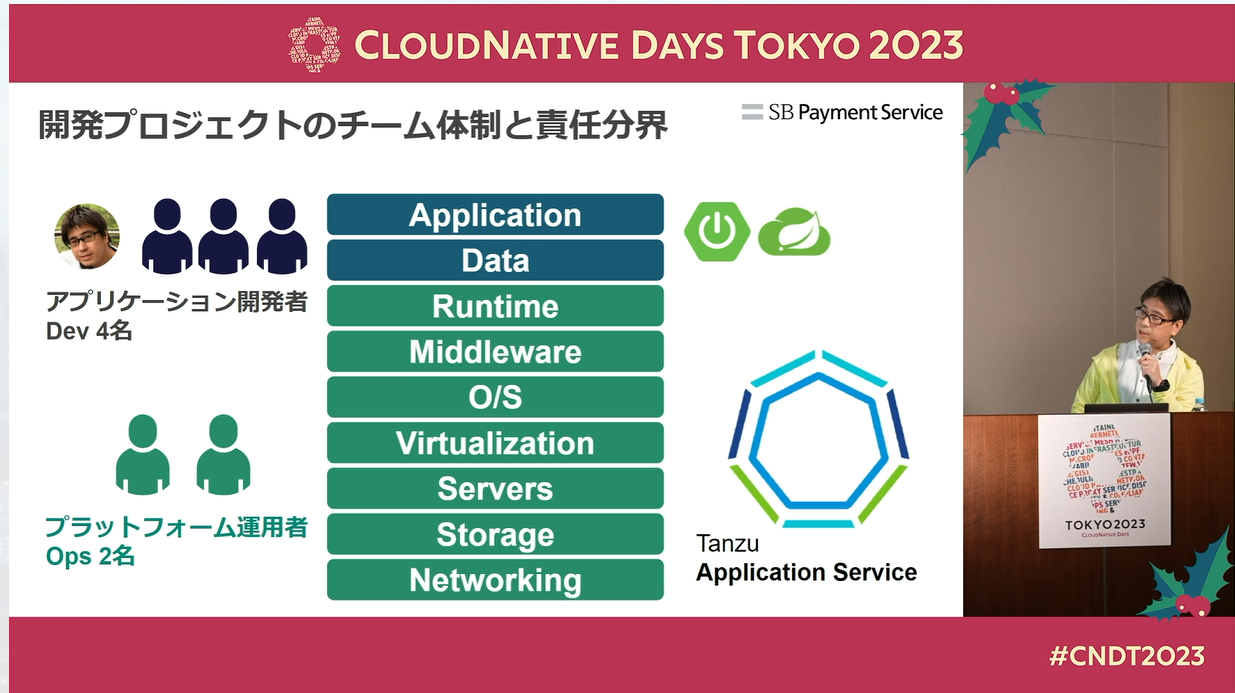 CLOUDNATIVE DAYS TOKYO 2023
開発プロジェクトのチーム体制と責任分界
SB Payment Service
アプリケーション開発者
Dev 4名
プラットフォーム運用者
Ops 2名
Application
Data
Runtime
Middleware
O/S
Virtualization
Servers
Storage
Networking
Tanzu
Application Service
TOKYO2023
CLOUDNATIVE DAYS
#CNDT2023